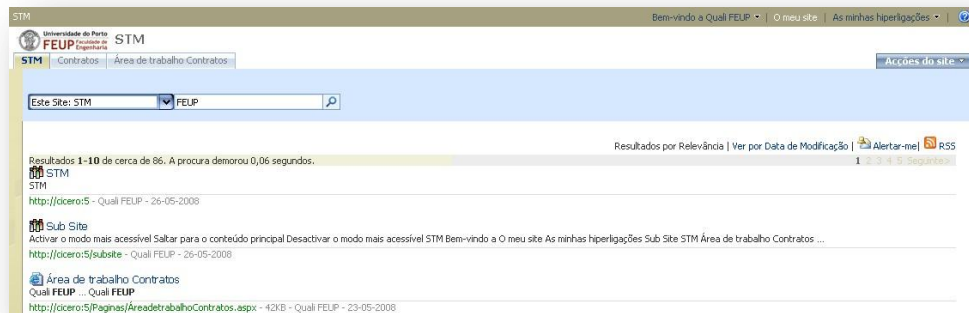 STM
Bem-vindo a Quali FEUP | O meu site | As minhas hiperligações |
Universidade do Porto
FEUP Faculdade de Engenharia
STM
STM Contratos Área de trabalho Contratos
Acções do site
Este Site: STM FEUP
Resultados por Relevância | Ver por Data de Modificação | Alertar-me| RSS
Resultados 1-10 de cerca de 86. A procura demorou 0,06 segundos.
1 2 3 4 5 Seguinte>
STM
STM
http://cicero:5 - Quali FEUP - 26-05-2008
Sub Site
Activar o modo mais acessível Saltar para o conteúdo principal Desactivar o modo mais acessível STM Bem-vindo a O meu site As minhas hiperligações Sub Site STM Área de trabalho Contratos ...
http://cicero:5/subsite - Quali FEUP - 26-05-2008
Área de trabalho Contratos
Quali FEUP ... Quali FEUP
http://cicero:5/Paginas/ÁreadetrabalhoContratos.aspx - 42KB - Quali FEUP - 23-05-2008